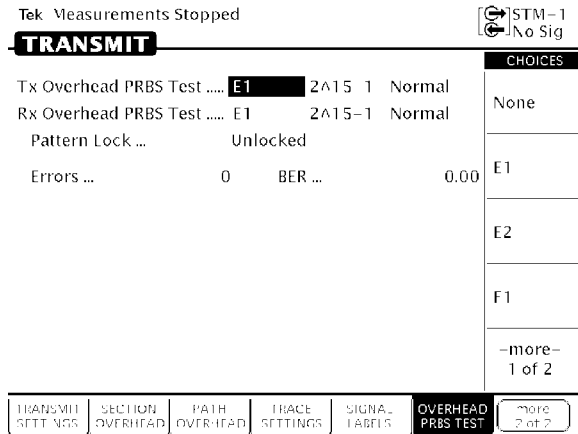 Tek Measurements Stopped
STM-1
No Sig
TRANSMIT
CHOICES
Tx Overhead PRBS Test ..... E1 2^15 1 Normal
Rx Overhead PRBS Test ..... E1 2^15-1 Normal
Pattern Lock ... Unlocked
Errors ... 0 BER ... 0.00
None
E1
E2
F1
-more-
1 of 2
TRANSMIT SETTINGS
SECTION OVERHEAD
PATH OVERHEAD
TRACE SETTINGS
SIGNAL LABELS
OVERHEAD PRBS TEST
more
2 of 2